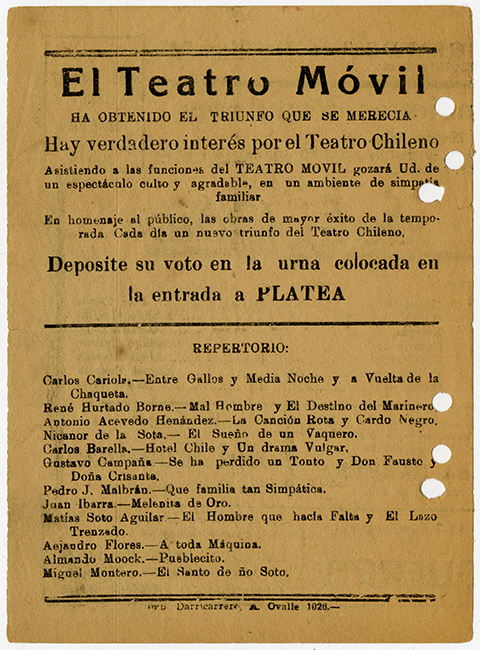 El Teatro Móvil
HA OBTENIDO EL TRIUNFO QUE SE MERECIA
Hay verdadero interés por el Teatro Chileno
Asistiendo a las funciones del TEATRO MOVIL gozará Ud. de
un espectáculo culto y agradable, en un ambiente de simpatía
familiar
En homenaje al público, las obras de mayor éxito de la tempo-
rada. Cada día un nuevo triunfo del Teatro Chileno.
Deposite su voto en la urna colocada en
la entrada a PLATEA
REPERTORIO:
Carlos Cariola.—Entre Gallos y Media Noche y a Vuelta de la
Chaqueta.
René Hurtado Borne.—Mal Hombre y El Destino del Marinero.
Antonio Acevedo Henández.—La Canción Rota y Cardo Negro.
Nicanor de la Sota.— El Sueño de un Vaquero.
Carlos Barella.—Hotel Chile y Un drama Vulgar.
Gustavo Campaña—Se ha perdido un Tonto y Don Fausto y
Doña Crisanta.
Pedro J. Malbrán.—Que familia tan Simpática.
Juan Ibarra.—Melenita de Oro.
Matías Soto Aguilar—El Hombre que hacía Falta y El Lazo
Trenzado.
Aejandro Flores.—A toda Máquina.
Almando Moock.—Pueblecito.
Miguel Montero.—El Santo de ño Soto.
Darricarrere, A. Ovalle 1026.—